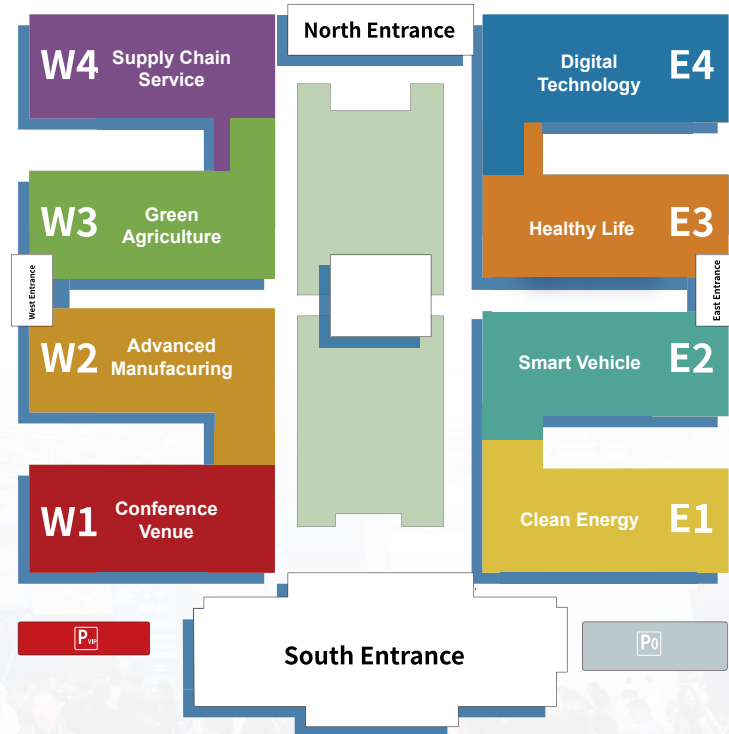 North Entrance
W4
Supply Chain
Service
Digital
Technology
E4
W3
Green
Agriculture
Healthy Life
E3
West Entrance
East Entrance
W2
Advanced
Manufacuring
Smart Vehicle
E2
W1
Conference
Venue
Clean Energy
E1
P VIP
South Entrance
P0